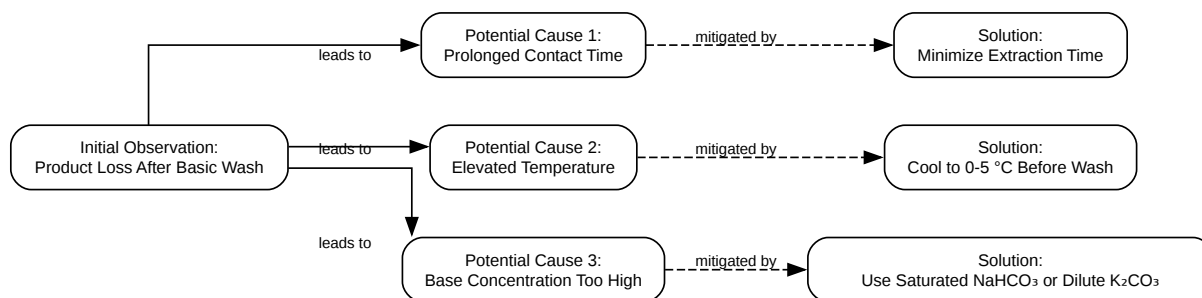 Potential Cause 1:
Prolonged Contact Time
mitigated by
Solution:
Minimize Extraction Time
leads to
Initial Observation:
Product Loss After Basic Wash
leads to
Potential Cause 2:
Elevated Temperature
mitigated by
Solution:
Cool to 0-5 °C Before Wash
leads to
Potential Cause 3:
Base Concentration Too High
mitigated by
Solution:
Use Saturated NaHCO₃ or Dilute K₂CO₃